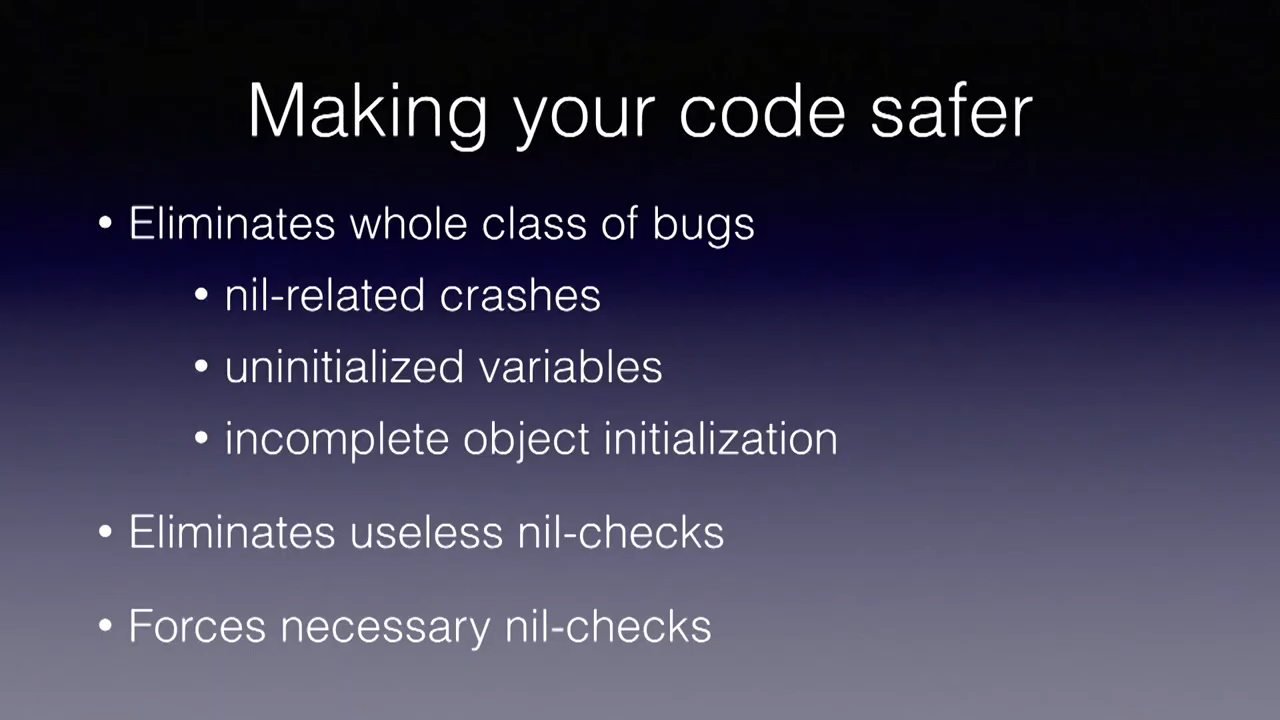 Making your code safer
• Eliminates whole class of bugs
• nil-related crashes
• uninitialized variables
• incomplete object initialization
• Eliminates useless nil-checks
• Forces necessary nil-checks